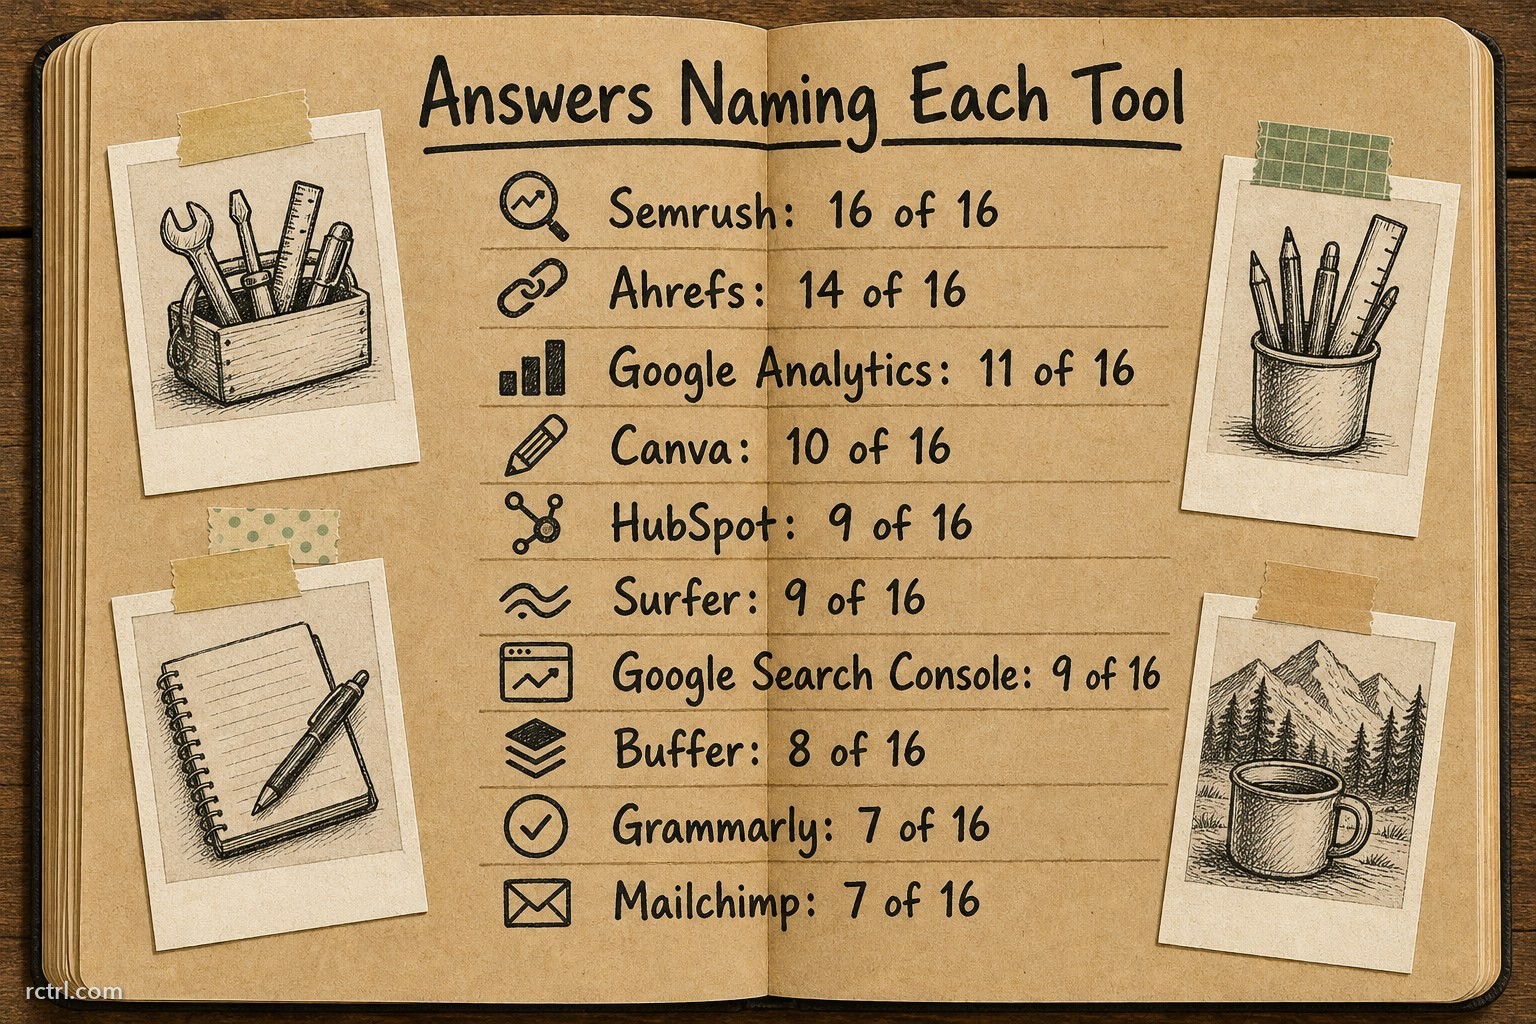 Answers Naming Each Tool
Semrush: 16 of 16
Ahrefs: 14 of 16
Google Analytics: 11 of 16
Canva: 10 of 16
HubSpot: 9 of 16
Surfer: 9 of 16
Google Search Console: 9 of 16
Buffer: 8 of 16
Grammarly: 7 of 16
Mailchimp: 7 of 16
rctrl.com